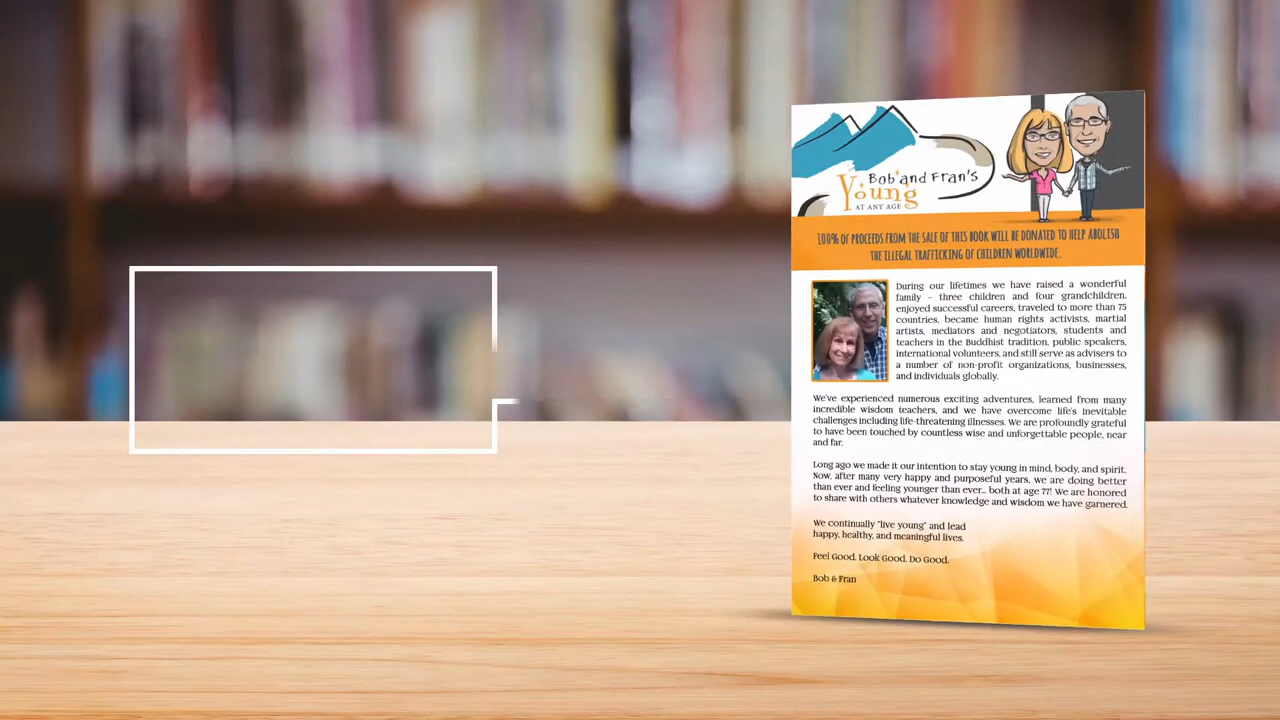 Bob and Fran's
Young
AT ANY AGE
100% OF PROCEEDS FROM THE SALE OF THIS BOOK WILL BE DONATED TO HELP ABOLISH
THE ILLEGAL TRAFFICKING OF CHILDREN WORLDWIDE.
During our lifetimes we have raised a wonderful
family – three children and four grandchildren,
enjoyed successful careers, traveled to more than 75
countries, became human rights activists, martial
artists, mediators and negotiators, students and
teachers in the Buddhist tradition, public speakers,
international volunteers, and still serve as advisers to
a number of non-profit organizations, businesses,
and individuals globally.
We've experienced numerous exciting adventures, learned from many
incredible wisdom teachers, and we have overcome life's inevitable
challenges including life-threatening illnesses. We are profoundly grateful
to have been touched by countless wise and unforgettable people, near
and far.
Long ago we made it our intention to stay young in mind, body, and spirit.
Now, after many very happy and purposeful years, we are doing better
than ever and feeling younger than ever... both at age 77! We are honored
to share with others whatever knowledge and wisdom we have garnered.
We continually "live young" and lead
happy, healthy, and meaningful lives.
Feel Good. Look Good. Do Good.
Bob & Fran